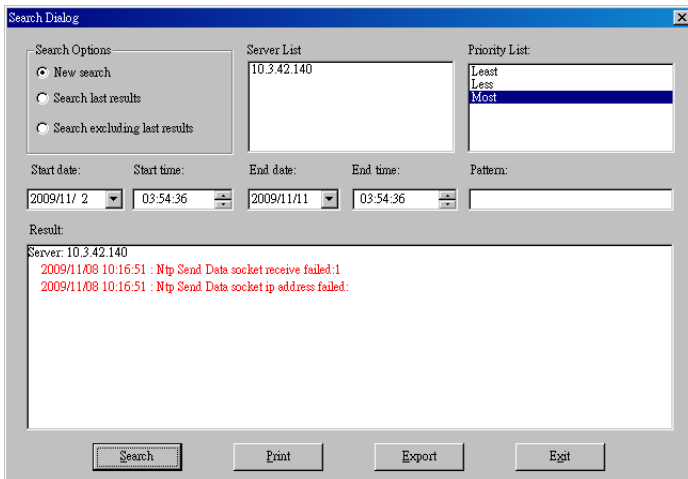 Search Dialog
Search Options
New search
Search last results
Search excluding last results
Server List
10.3.42.140
Priority List:
Least
Less
Most
Start date:
Start time:
End date:
End time:
Pattern:
2009/11/ 2
03:54:36
2009/11/11
03:54:36
Result:
Server: 10.3.42.140
2009/11/08 10:16:51 : Ntp Send Data socket receive failed:1
2009/11/08 10:16:51 : Ntp Send Data socket ip address failed:
Search
Print
Export
Exit